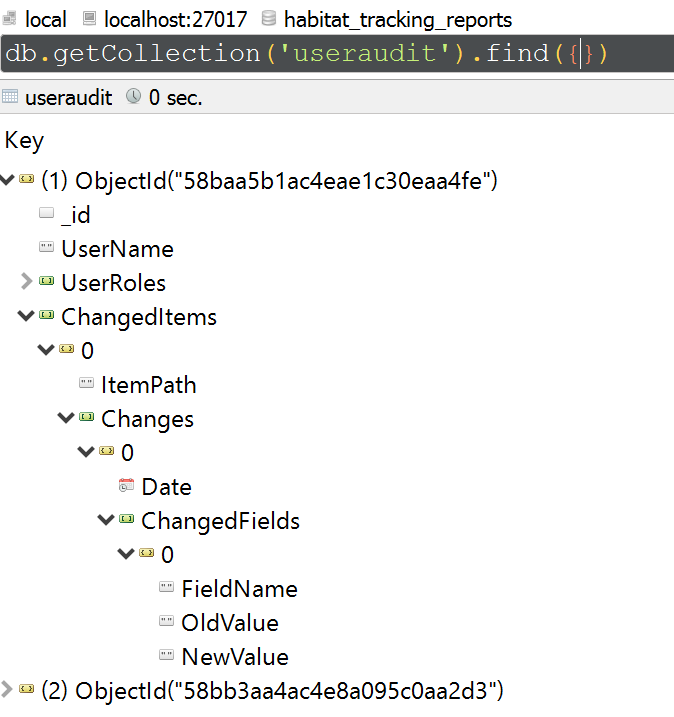 local localhost:27017 habitat_tracking_reports
db.getCollection('useraudit').find({})
useraudit 0 sec.
Key
(1) ObjectId("58baa5b1ac4eae1c30eaa4fe")
_id
UserName
UserRoles
ChangedItems
0
ItemPath
Changes
0
Date
ChangedFields
0
FieldName
OldValue
NewValue
(2) ObjectId("58bb3aa4ac4e8a095c0aa2d3")